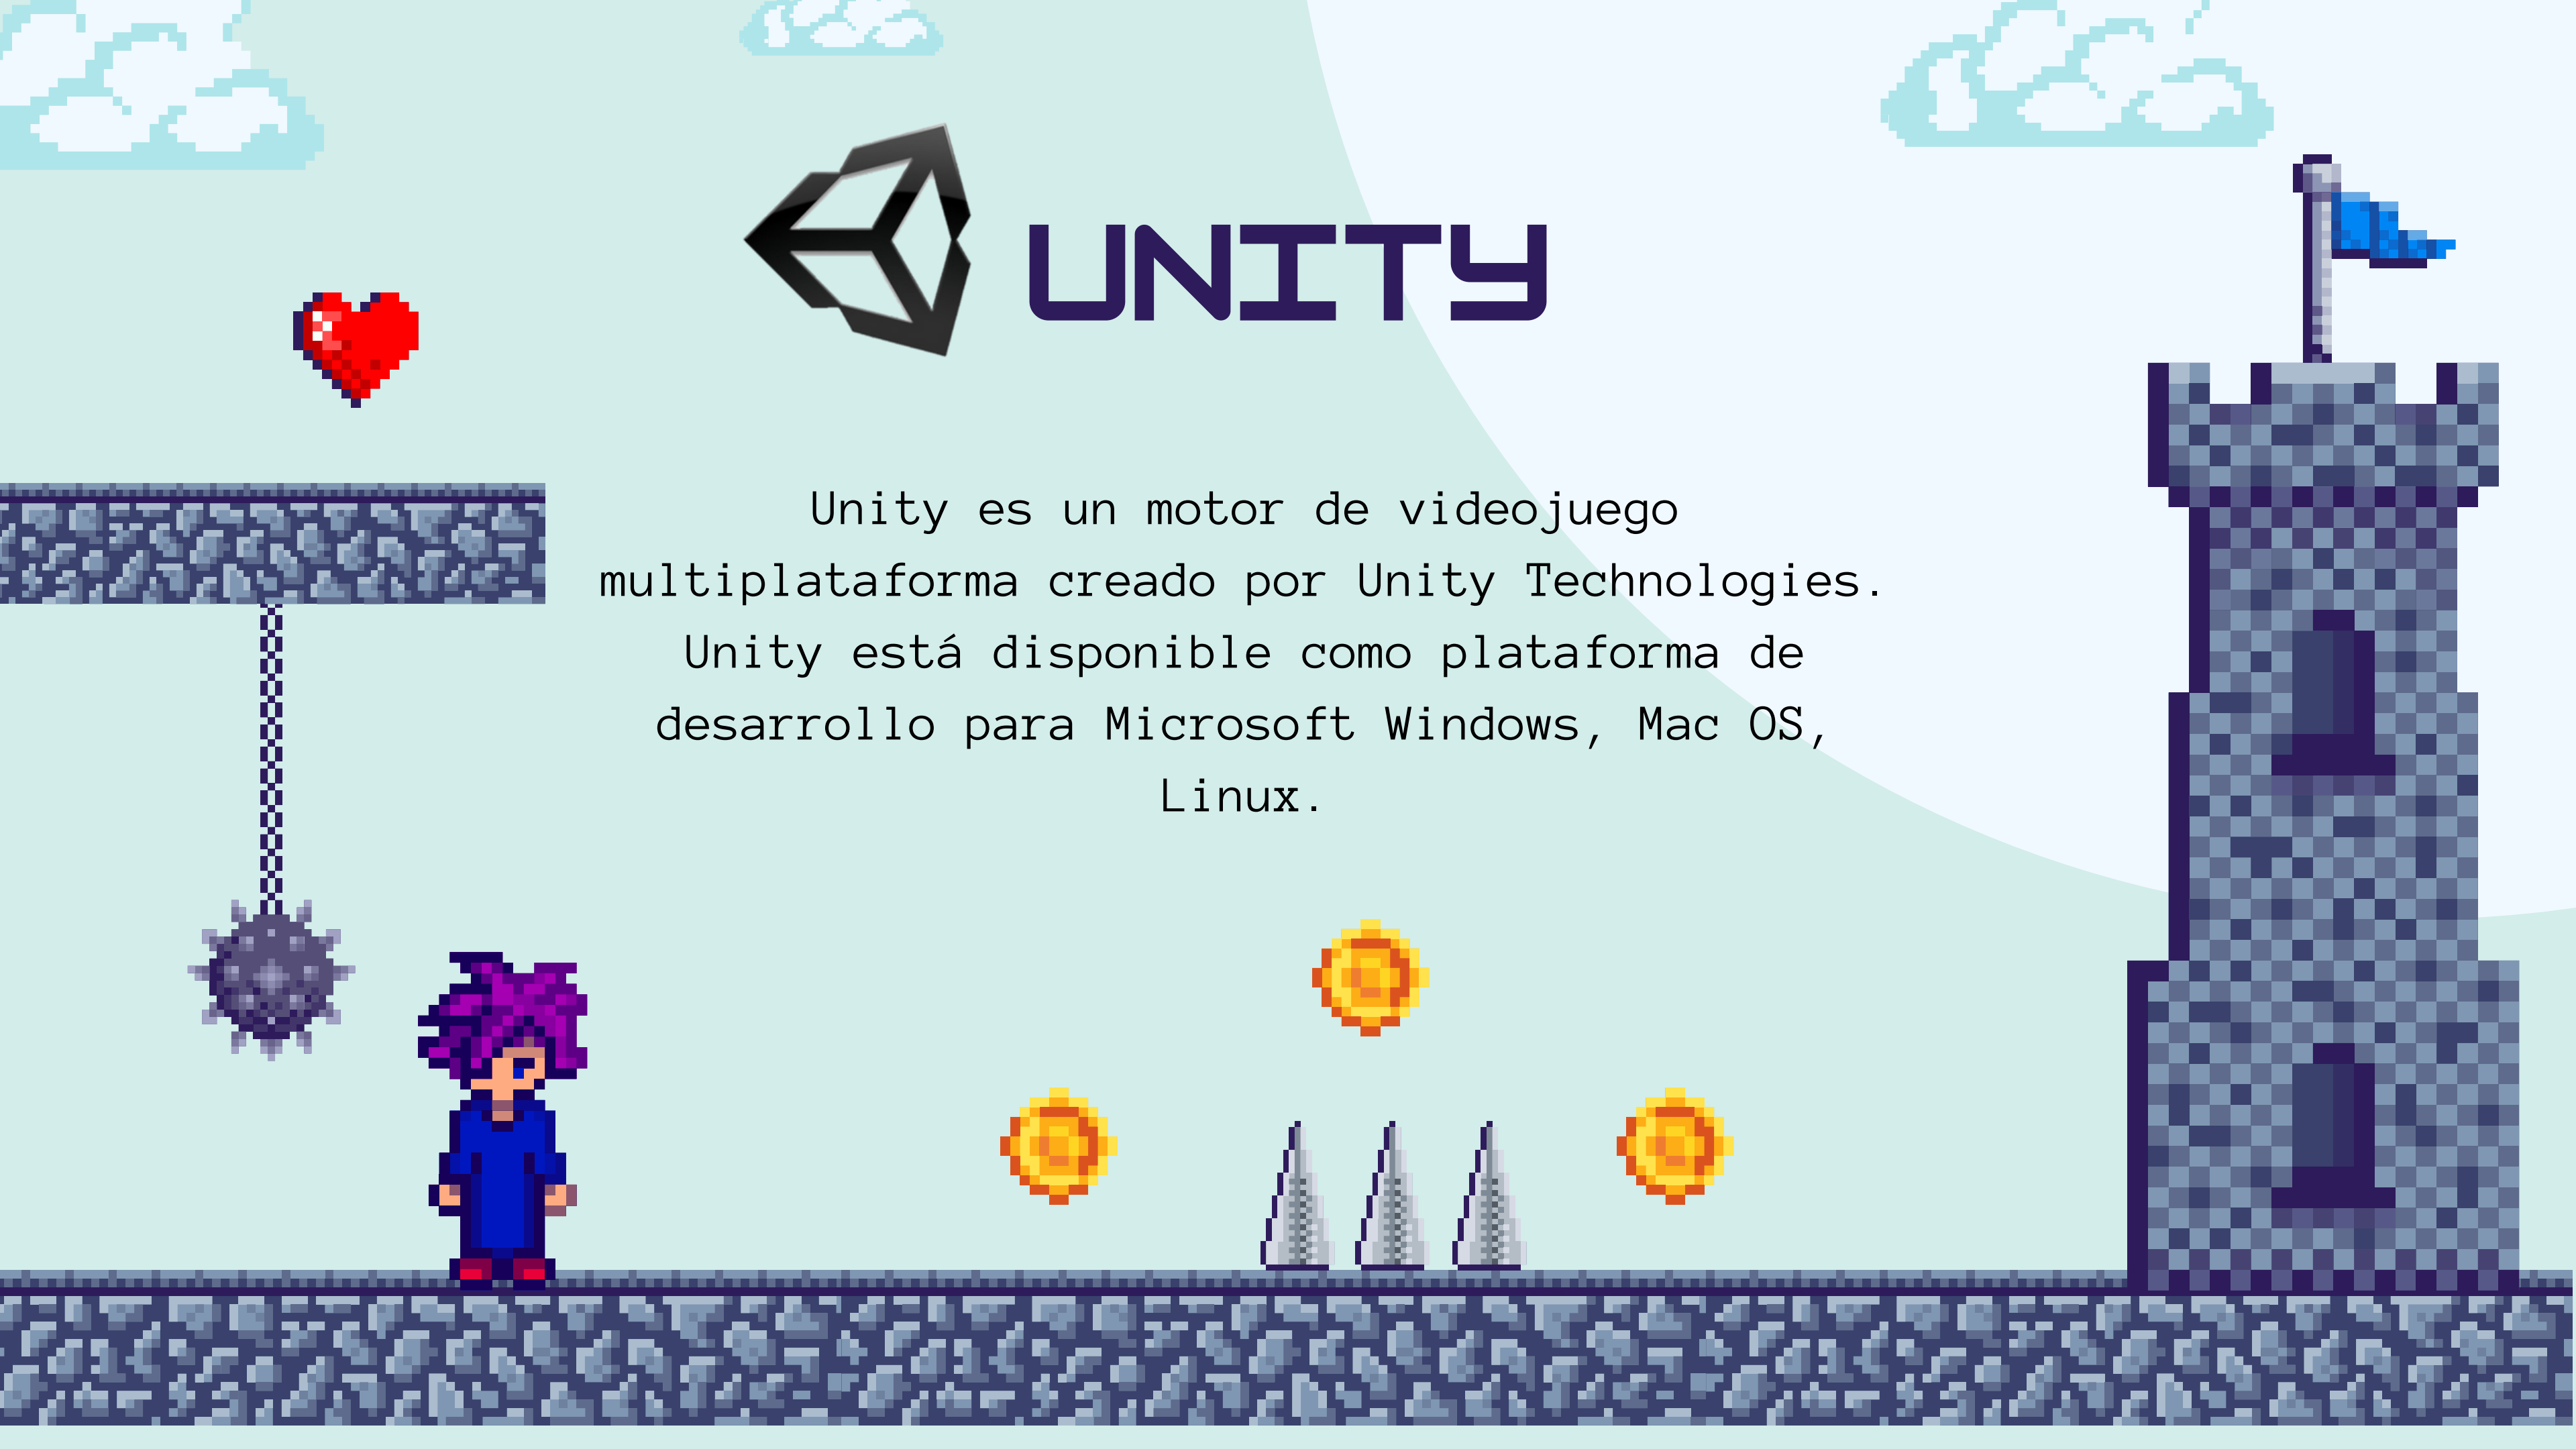 UNITY
Unity es un motor de videojuego
multiplataforma creado por Unity Technologies.
Unity está disponible como plataforma de
desarrollo para Microsoft Windows, Mac OS,
Linux.